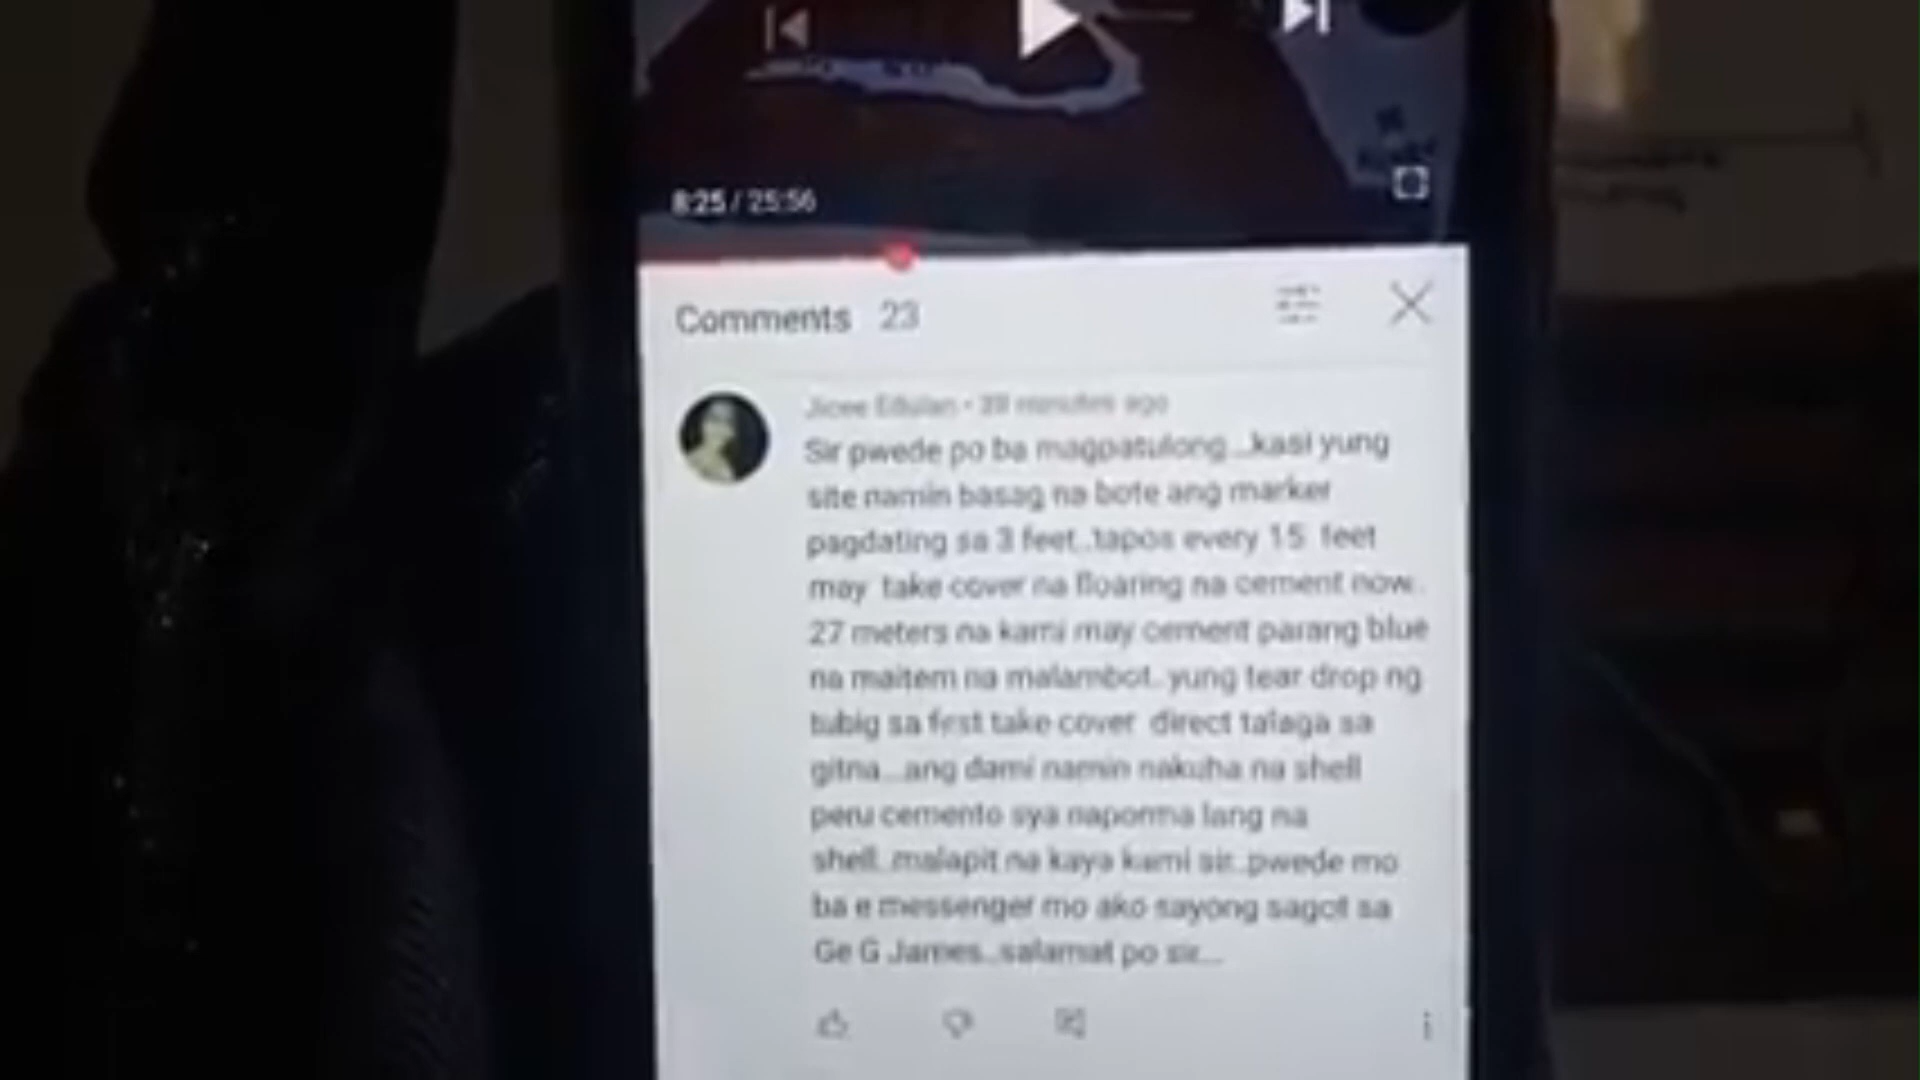 8:25 / 25:56
Comments 23
minutes ago
Sir pwede po ba magpatulong...kasi yung
site namin basag na bote ang marker
pagdating sa 3 feet..tapos every 15 feet
may take cover na floaring na cement now..
27 meters na kami may cement parang blue
na maitem na malambot. yung tear drop ng
tubig sa first take cover direct talaga sa
gitna...ang dami namin nakuha na shell
peru cemento sya naporma lang na
shell..malapit na kaya kami sir..pwede mo
ba e messenger mo ako sayong sagot sa
Ge G James..salamat po sir...